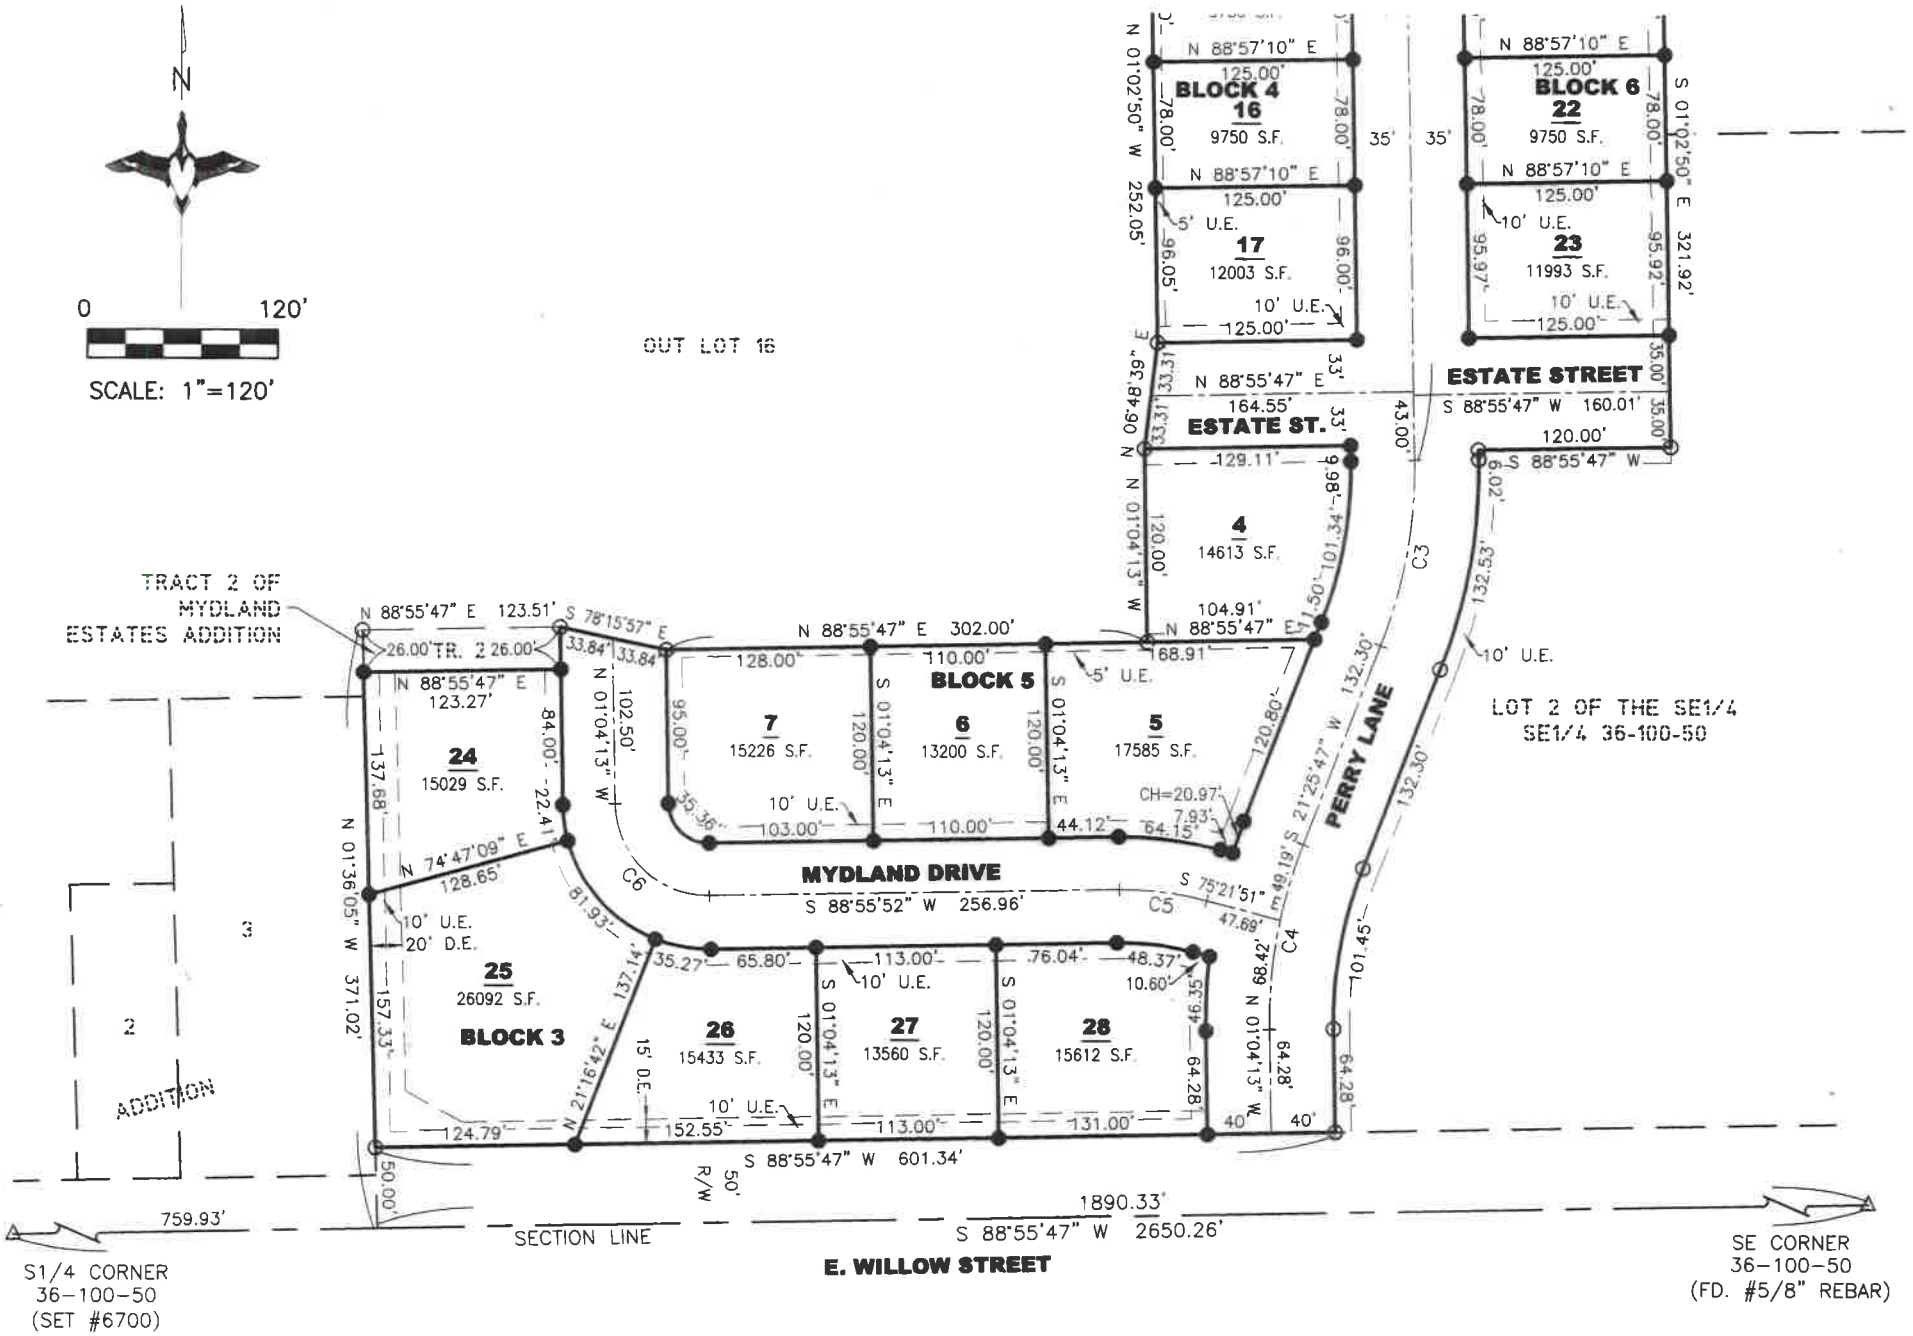 N
0 120'
SCALE: 1"=120'
OUT LOT 16
N 01°02'50" W 252.05'
N 88°57'10" E
125.00'
BLOCK 4
16
9750 S.F.
78.00'
78.00'
N 88°57'10" E
125.00'
5' U.E.
17
12003 S.F.
96.05'
96.00'
10' U.E.
125.00'
35' 35'
N 88°57'10" E
125.00'
BLOCK 6
22
9750 S.F.
78.00'
78.00'
S 01°02'50" E 321.92'
N 88°57'10" E
125.00'
10' U.E.
23
11993 S.F.
95.97'
95.92'
10' U.E.
125.00'
N 06°48'39" E
33.31'
33.31'
33'
33'
N 88°55'47" E
164.55'
ESTATE ST.
43.00'
ESTATE STREET
S 88°55'47" W 160.01'
35.00'
35.00'
120.00'
S 88°55'47" W
9.02'
129.11'
9.98'
N 01°04'13" W
120.00'
4
14613 S.F.
101.34'
11.50'
104.91'
N 88°55'47" E
C3
132.53'
132.30'
10' U.E.
LOT 2 OF THE SE1/4
SE1/4 36-100-50
TRACT 2 OF
MYDLAND
ESTATES ADDITION
N 88°55'47" E 123.51'
26.00' TR. 2 26.00'
S 78°15'57" E
33.84' 33.84'
N 88°55'47" E
123.27'
24
15029 S.F.
137.68'
84.00'
22.41'
N 74°47'09" E
128.65'
N 01°04'13" W
102.50'
N 88°55'47" E 302.00'
128.00'
110.00'
168.91'
BLOCK 5
5' U.E.
95.00'
7
15226 S.F.
S 01°04'13" E
120.00'
6
13200 S.F.
S 01°04'13" E
120.00'
5
17585 S.F.
120.80'
CH=20.97'
7.93'
35.36'
10' U.E.
103.00'
110.00'
44.12'
64.15'
S 21°25'47" W
PERRY LANE
132.30'
49.19'
MYDLAND DRIVE
S 88°55'52" W 256.96'
C6
C5
S 75°21'51" E
47.69'
C4
68.42'
101.45'
N 01°36'05" W 371.02'
10' U.E.
20' D.E.
81.93'
25
26092 S.F.
BLOCK 3
157.33'
N 21°16'42" E 137.14'
35.27'
65.80'
113.00'
76.04'
48.37'
10.60'
46.35'
10' U.E.
26
15433 S.F.
15' D.E.
S 01°04'13" E
120.00'
27
13560 S.F.
S 01°04'13" E
120.00'
28
15612 S.F.
64.28'
N 01°04'13" W
64.28'
64.28'
40' 40'
10' U.E.
124.79'
152.55'
113.00'
131.00'
S 88°55'47" W 601.34'
3
2
ADDITION
50.00'
50'
R/W
759.93'
SECTION LINE
1890.33'
S 88°55'47" W 2650.26'
E. WILLOW STREET
S1/4 CORNER
36-100-50
(SET #6700)
SE CORNER
36-100-50
(FD. #5/8" REBAR)